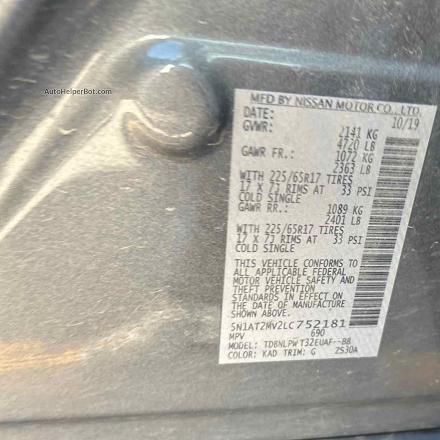 AutoHelperBot.com
MFD BY NISSAN MOTOR CO., LTD.
DATE: 10/19
GVWR: 2141 KG
4720 LB
GAWR FR.: 1072 KG
2363 LB
WITH 225/65R17 TIRES
17 X 7J RIMS AT 33 PSI
COLD SINGLE
GAWR RR.: 1089 KG
2401 LB
WITH 225/65R17 TIRES
17 X 7J RIMS AT 33 PSI
COLD SINGLE
THIS VEHICLE CONFORMS TO
ALL APPLICABLE FEDERAL
MOTOR VEHICLE SAFETY AND
THEFT PREVENTION
STANDARDS IN EFFECT ON
THE DATE OF MANUFACTURE
SHOWN ABOVE.
5N1AT2MV2LC752181
MPV 690
MODEL: TDBNLPW T32EUAF--BB
COLOR: KAD TRIM: G ZS30A